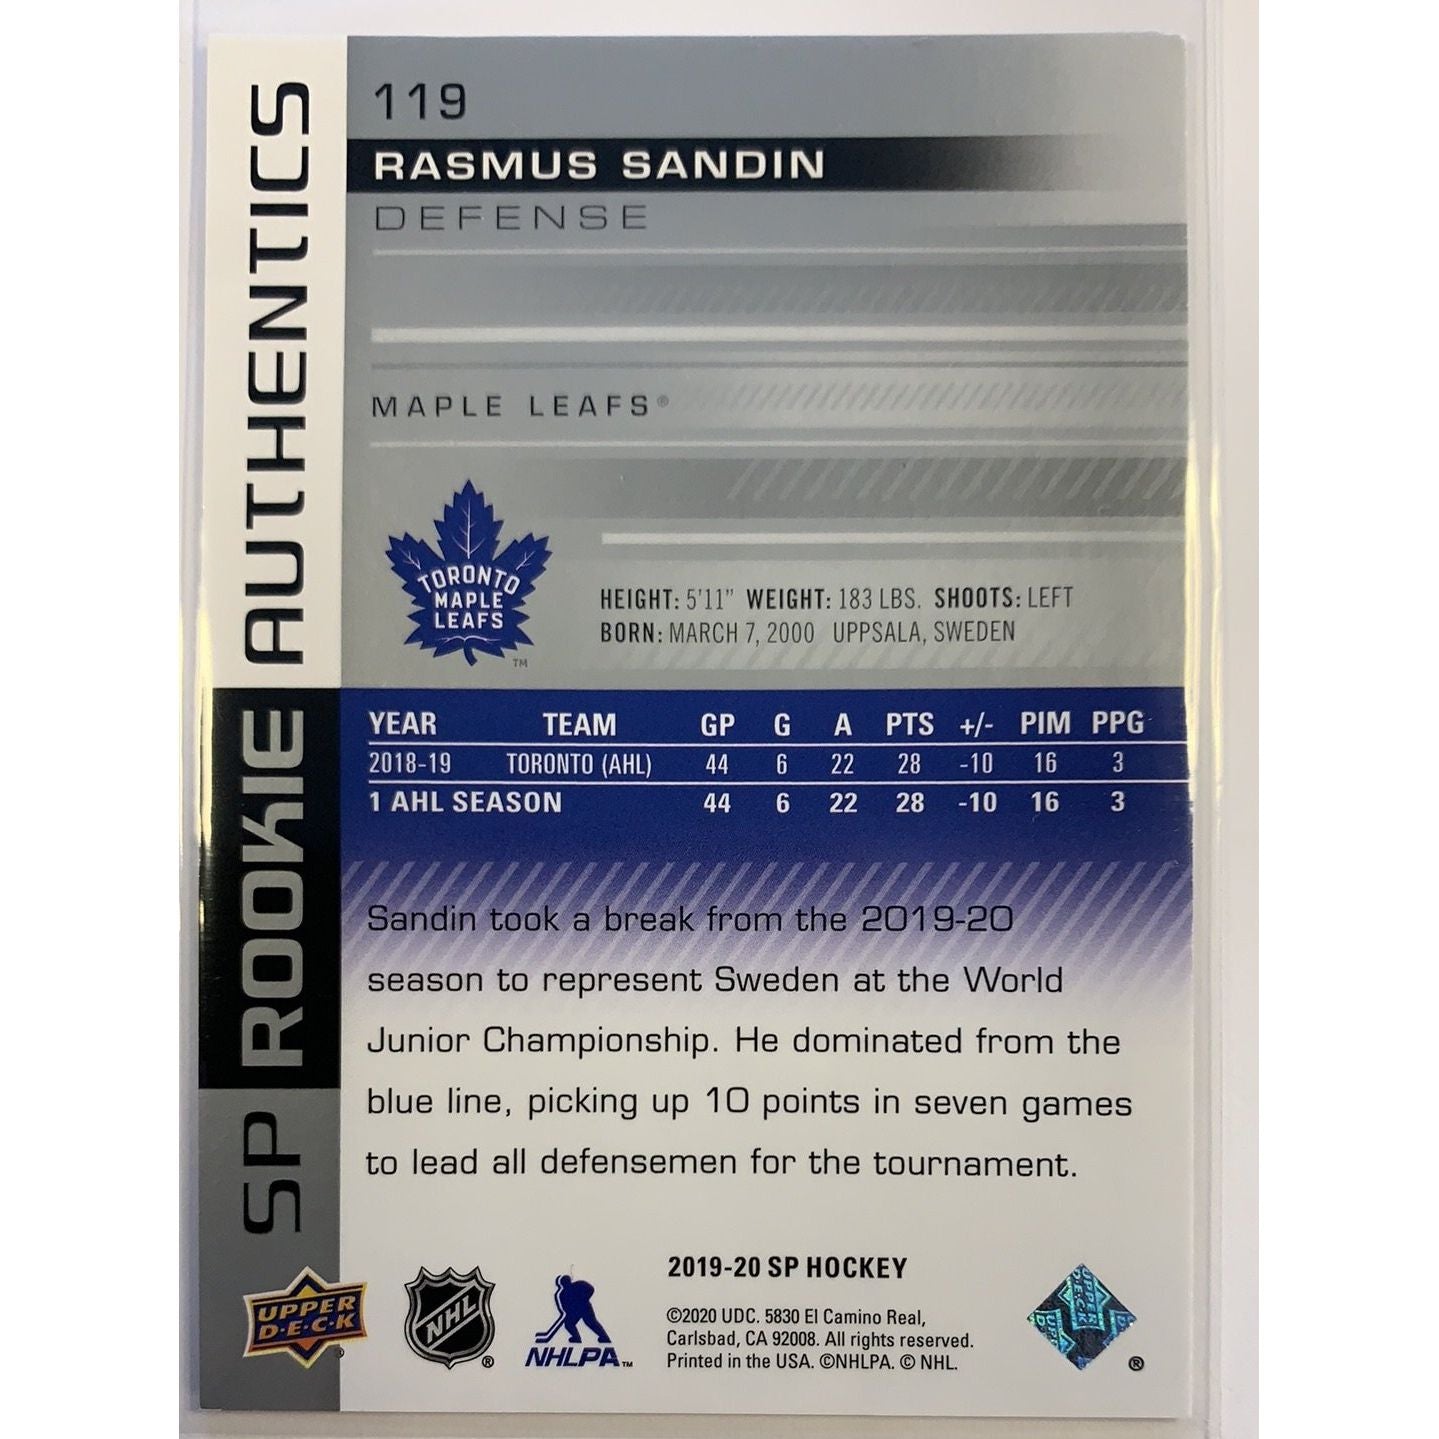 119
RASMUS SANDIN
DEFENSE
MAPLE LEAFS®
TORONTO
MAPLE
LEAFS
TM
HEIGHT: 5'11" WEIGHT: 183 LBS. SHOOTS: LEFT
BORN: MARCH 7, 2000 UPPSALA, SWEDEN
YEAR TEAM GP G A PTS +/- PIM PPG
2018-19 TORONTO (AHL) 44 6 22 28 -10 16 3
1 AHL SEASON 44 6 22 28 -10 16 3
Sandin took a break from the 2019-20
season to represent Sweden at the World
Junior Championship. He dominated from the
blue line, picking up 10 points in seven games
to lead all defensemen for the tournament.
SP ROOKIE AUTHENTICS
UPPER
D·E·C·K
®
NHL
®
NHLPA™
2019-20 SP HOCKEY
©2020 UDC. 5830 El Camino Real,
Carlsbad, CA 92008. All rights reserved.
Printed in the USA. ©NHLPA. © NHL.
®